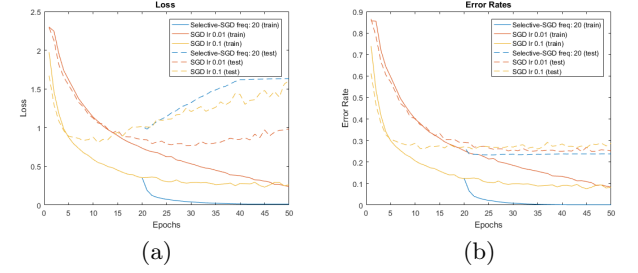 Loss
Selective-SGD freq: 20 (train)
SGD lr 0.01 (train)
SGD lr 0.1 (train)
Selective-SGD freq: 20 (test)
SGD lr 0.01 (test)
SGD lr 0.1 (test)
2.5
2
1.5
1
0.5
0
Loss
0 5 10 15 20 25 30 35 40 45 50
Epochs
(a)
Error Rates
Selective-SGD freq: 20 (train)
SGD lr 0.01 (train)
SGD lr 0.1 (train)
Selective-SGD freq: 20 (test)
SGD lr 0.01 (test)
SGD lr 0.1 (test)
0.9
0.8
0.7
0.6
0.5
0.4
0.3
0.2
0.1
0
Error Rate
0 5 10 15 20 25 30 35 40 45 50
Epochs
(b)